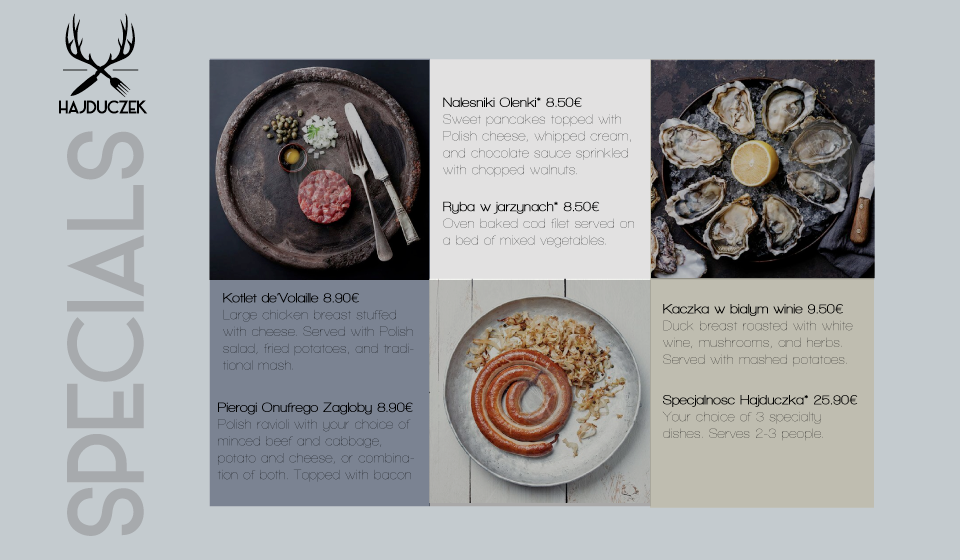 HAJDUCZEK
SPECIALS
Nalesniki Olenki* 8.50€
Sweet pancakes topped with
Polish cheese, whipped cream,
and chocolate sauce sprinkled
with chopped walnuts.
Ryba w jarzynach* 8.50€
Oven baked cod filet served on
a bed of mixed vegetables.
Kotlet de'Volaille 8.90€
Large chicken breast stuffed
with cheese. Served with Polish
salad, fried potatoes, and tradi-
tional mash.
Pierogi Onufrego Zagloby 8.90€
Polish ravioli with your choice of
minced beef and cabbage,
potato and cheese, or combina-
tion of both. Topped with bacon
Kaczka w bialym winie 9.50€
Duck breast roasted with white
wine, mushrooms, and herbs.
Served with mashed potatoes.
Specjalnosc Hajduczka* 25.90€
Your choice of 3 specialty
dishes. Serves 2-3 people.